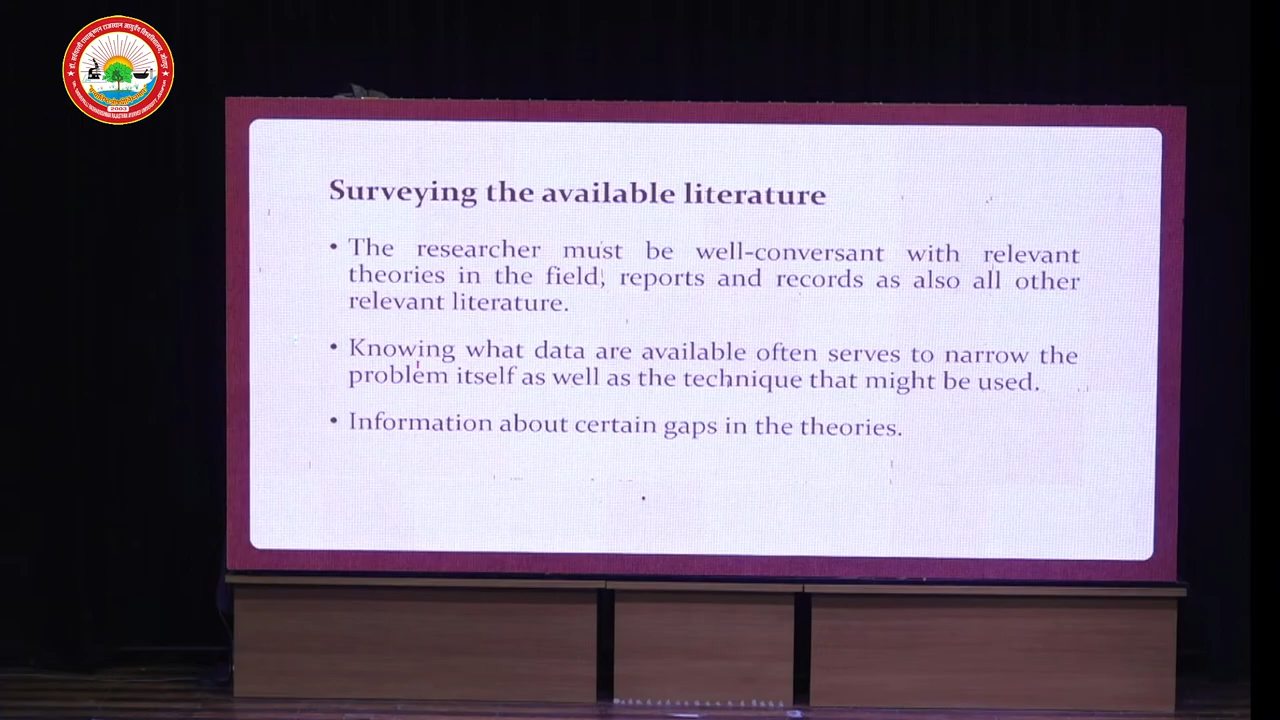 2003
Surveying the available literature
• The researcher must be well-conversant with relevant
theories in the field, reports and records as also all other
relevant literature.
• Knowing what data are available often serves to narrow the
problem itself as well as the technique that might be used.
• Information about certain gaps in the theories.